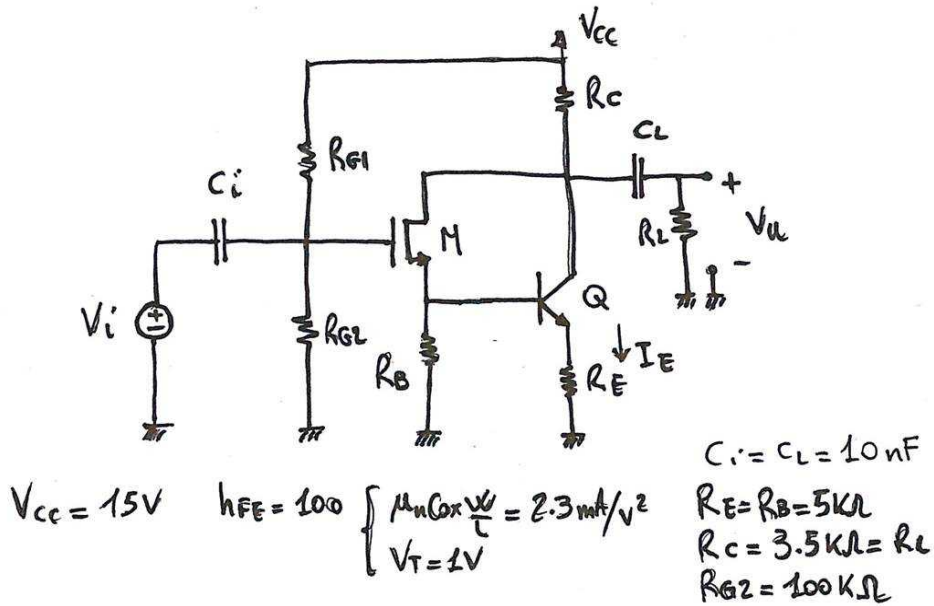 VCC
RC
CL
RG1
Ci
M
+
RL
Vu
-
Q
Vi
+
-
RG2
RB
IE
RE
Ci = CL = 10nF
VCC = 15V hFE = 100 { μnCox W/L = 2.3mA/V²
VT = 1V
RE = RB = 5KΩ
RC = 3.5KΩ = RL
RG2 = 100KΩ